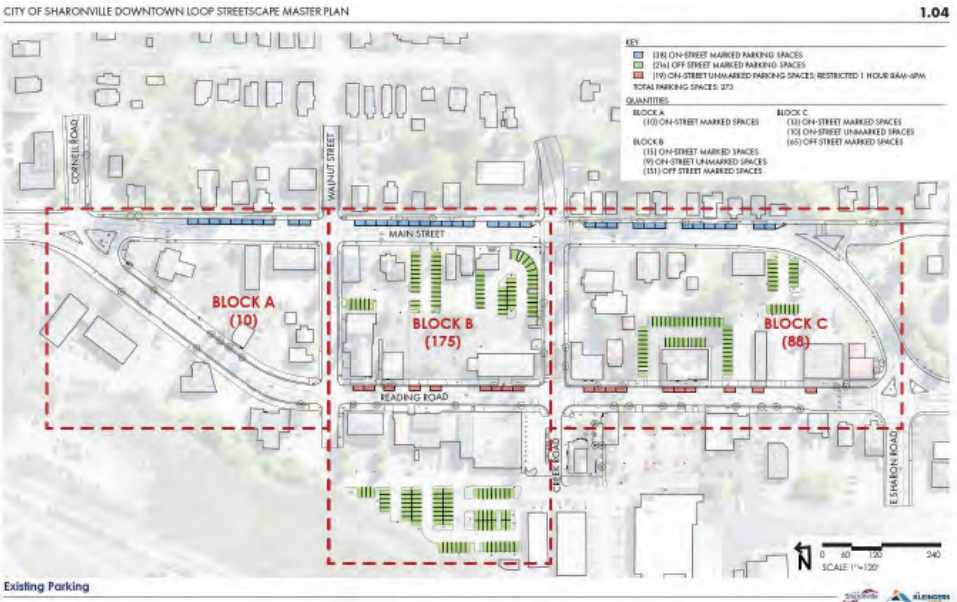 CITY OF SHARONVILLE DOWNTOWN LOOP STREETSCAPE MASTER PLAN
1.04
KEY
(38) ON-STREET MARKED PARKING SPACES
(216) OFF STREET MARKED PARKING SPACES
(19) ON-STREET UNMARKED PARKING SPACES; RESTRICTED 1 HOUR 8AM-6PM
TOTAL PARKING SPACES: 273
QUANTITIES
BLOCK A
(10) ON-STREET MARKED SPACES
BLOCK B
(15) ON-STREET MARKED SPACES
(9) ON-STREET UNMARKED SPACES
(151) OFF STREET MARKED SPACES
BLOCK C
(13) ON-STREET MARKED SPACES
(10) ON-STREET UNMARKED SPACES
(65) OFF STREET MARKED SPACES
CORNELL ROAD
WALNUT STREET
MAIN STREET
BLOCK A
(10)
BLOCK B
(175)
BLOCK C
(88)
READING ROAD
CREEK ROAD
E SHARON ROAD
N
0 60 120 240
SCALE 1"=120'
Existing Parking
Sharonville
KLEINGERS